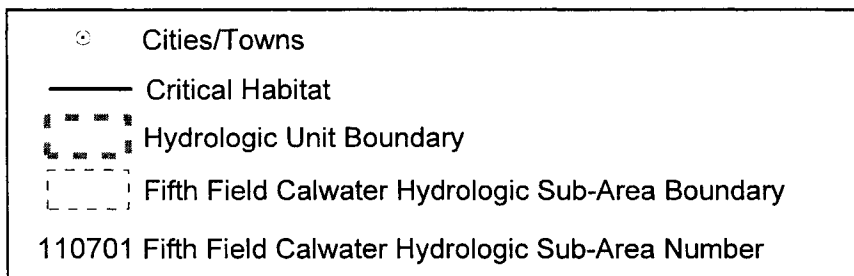 Cities/Towns
Critical Habitat
Hydrologic Unit Boundary
Fifth Field Calwater Hydrologic Sub-Area Boundary
110701 Fifth Field Calwater Hydrologic Sub-Area Number